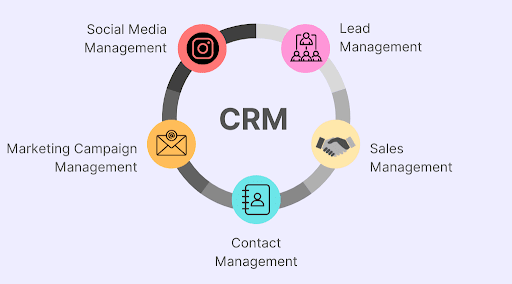 Social Media
Management
Lead
Management
CRM
Marketing Campaign
Management
Sales
Management
Contact
Management